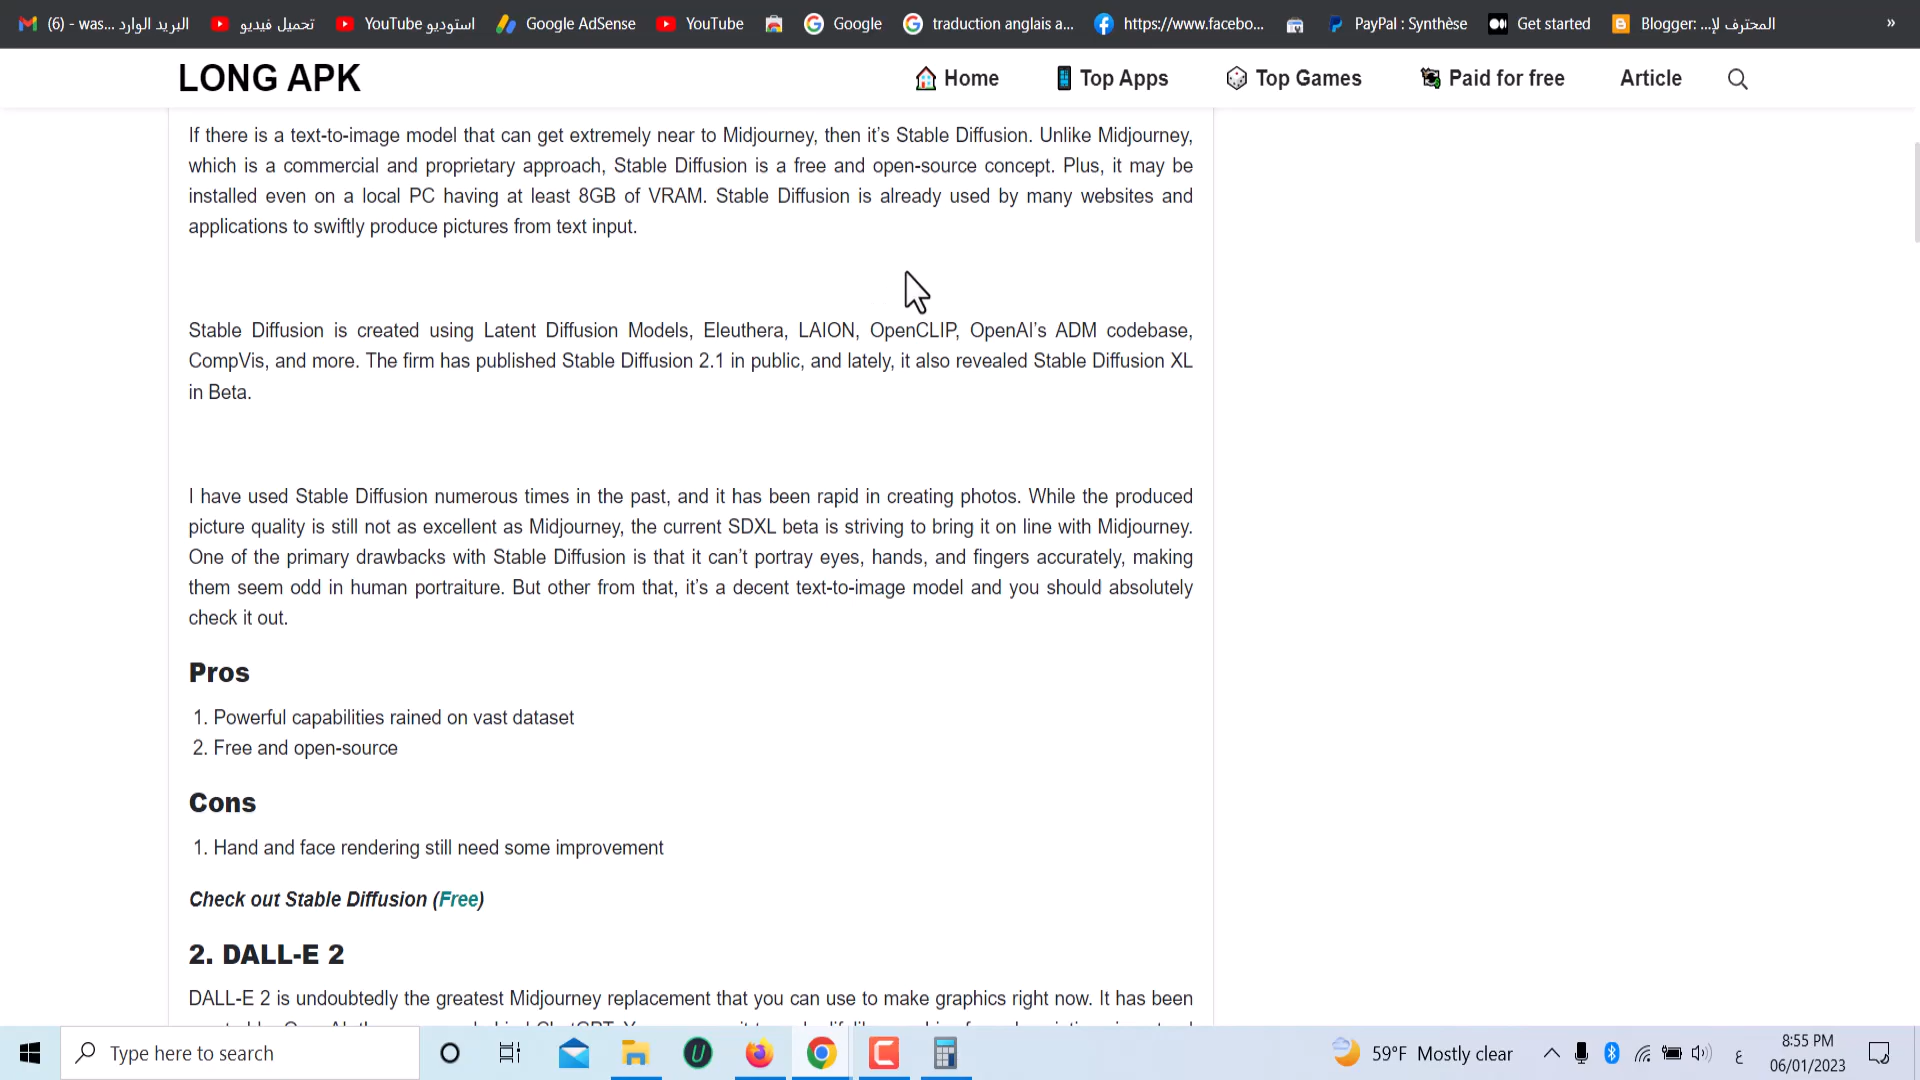 (6) - was... البريد الوارد
تحميل فيديو
استوديو YouTube
Google AdSense
YouTube
Google
traduction anglais a...
https://www.facebo...
PayPal : Synthèse
Get started
Blogger: ...المحترف لإ
»
LONG APK
Home
Top Apps
Top Games
Paid for free
Article
If there is a text-to-image model that can get extremely near to Midjourney, then it's Stable Diffusion. Unlike Midjourney,
which is a commercial and proprietary approach, Stable Diffusion is a free and open-source concept. Plus, it may be
installed even on a local PC having at least 8GB of VRAM. Stable Diffusion is already used by many websites and
applications to swiftly produce pictures from text input.
Stable Diffusion is created using Latent Diffusion Models, Eleuthera, LAION, OpenCLIP, OpenAI's ADM codebase,
CompVis, and more. The firm has published Stable Diffusion 2.1 in public, and lately, it also revealed Stable Diffusion XL
in Beta.
I have used Stable Diffusion numerous times in the past, and it has been rapid in creating photos. While the produced
picture quality is still not as excellent as Midjourney, the current SDXL beta is striving to bring it on line with Midjourney.
One of the primary drawbacks with Stable Diffusion is that it can't portray eyes, hands, and fingers accurately, making
them seem odd in human portraiture. But other from that, it's a decent text-to-image model and you should absolutely
check it out.
Pros
1. Powerful capabilities rained on vast dataset
2. Free and open-source
Cons
1. Hand and face rendering still need some improvement
Check out Stable Diffusion (Free)
2. DALL-E 2
DALL-E 2 is undoubtedly the greatest Midjourney replacement that you can use to make graphics right now. It has been
Type here to search
59°F Mostly clear
ع
8:55 PM
06/01/2023